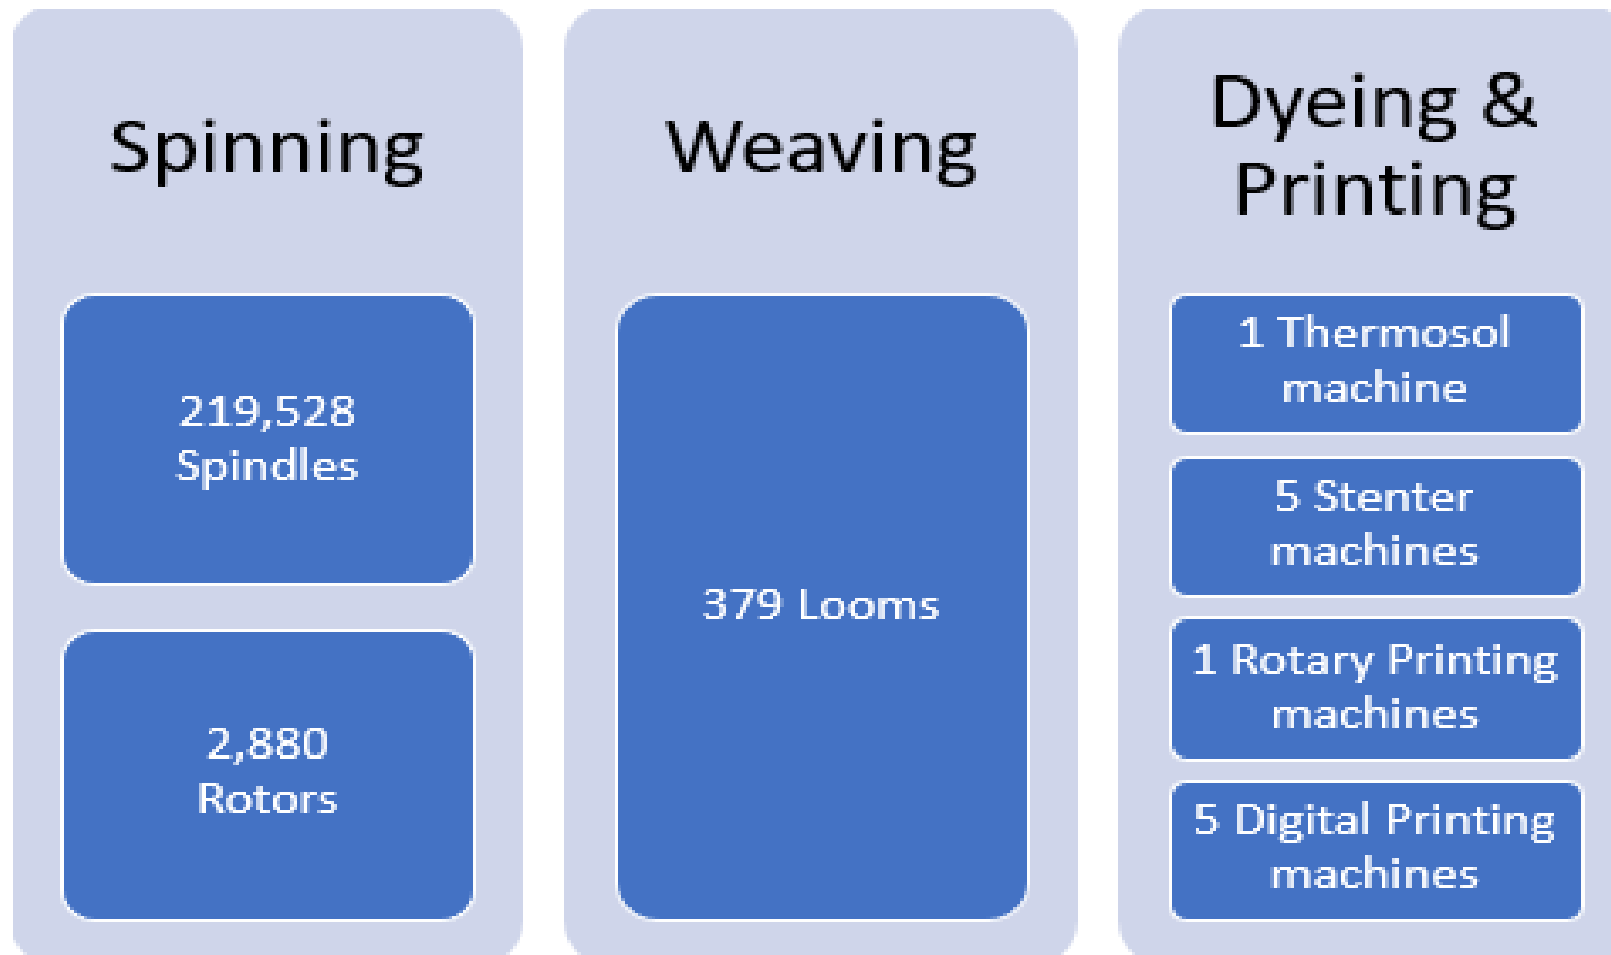 Spinning
219,528
Spindles
2,880
Rotors
Weaving
379 Looms
Dyeing &
Printing
1 Thermosol
machine
5 Stenter
machines
1 Rotary Printing
machines
5 Digital Printing
machines